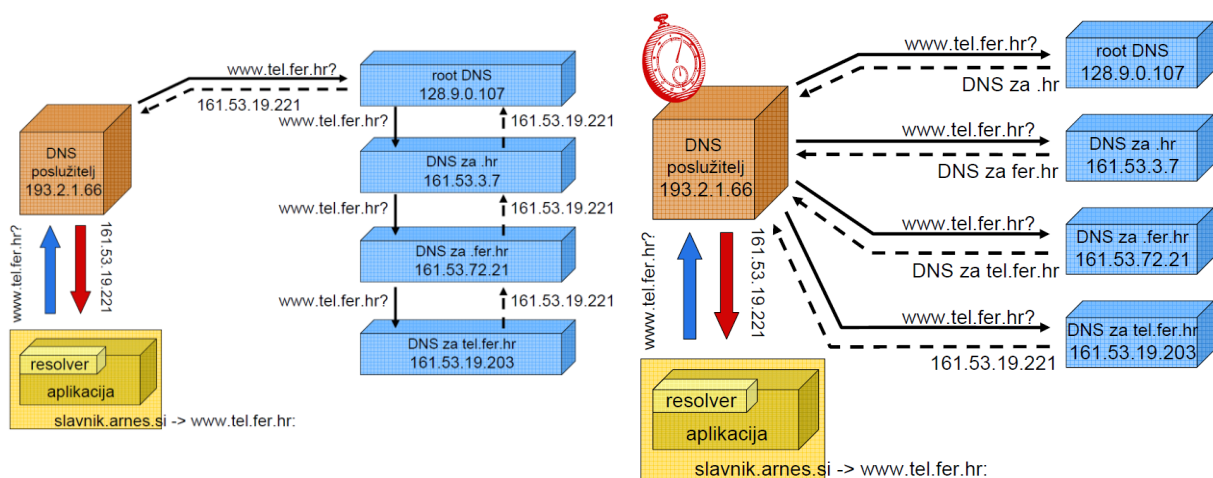 www.tel.fer.hr?
161.53.19.221
root DNS
128.9.0.107
www.tel.fer.hr?
161.53.19.221
DNS
poslužitelj
193.2.1.66
DNS za .hr
161.53.3.7
www.tel.fer.hr?
161.53.19.221
www.tel.fer.hr?
161.53.19.221
DNS za .fer.hr
161.53.72.21
www.tel.fer.hr?
161.53.19.221
DNS za tel.fer.hr
161.53.19.203
resolver
aplikacija
slavnik.arnes.si -> www.tel.fer.hr:
www.tel.fer.hr?
DNS za .hr
root DNS
128.9.0.107
DNS
poslužitelj
193.2.1.66
www.tel.fer.hr?
DNS za fer.hr
DNS za .hr
161.53.3.7
www.tel.fer.hr?
DNS za tel.fer.hr
DNS za .fer.hr
161.53.72.21
www.tel.fer.hr?
161.53.19.221
www.tel.fer.hr?
161.53.19.221
DNS za tel.fer.hr
161.53.19.203
resolver
aplikacija
slavnik.arnes.si -> www.tel.fer.hr: